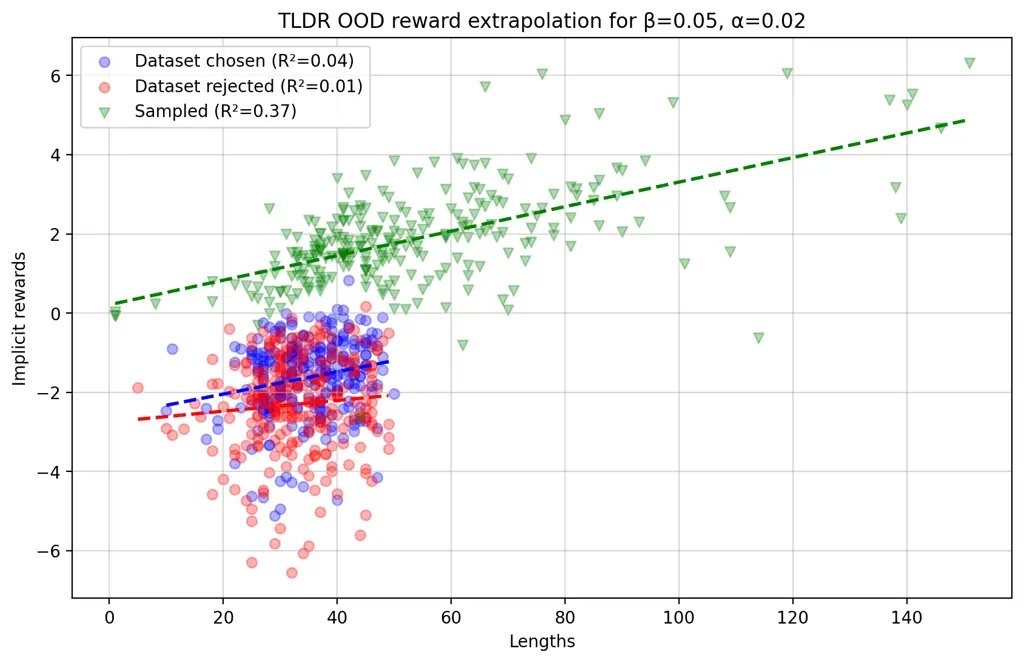 TLDR OOD reward extrapolation for β=0.05, α=0.02
Dataset chosen (R²=0.04)
Dataset rejected (R²=0.01)
Sampled (R²=0.37)
Implicit rewards
6
4
2
0
−2
−4
−6
0 20 40 60 80 100 120 140
Lengths